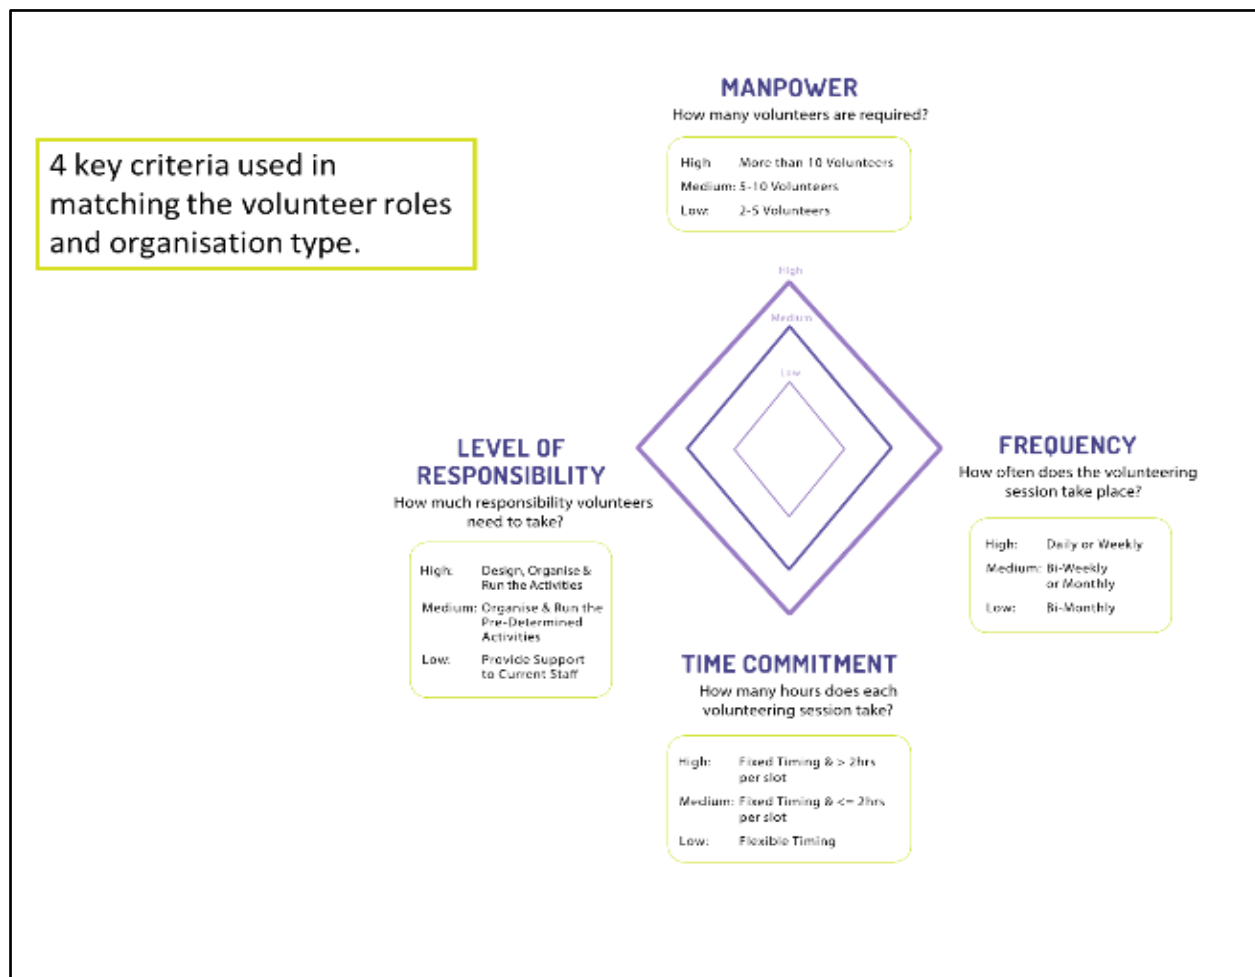 4 key criteria used in
matching the volunteer roles
and organisation type.
MANPOWER
How many volunteers are required?
High More than 10 Volunteers
Medium: 5-10 Volunteers
Low: 2-5 Volunteers
High
Medium
Low
LEVEL OF
RESPONSIBILITY
How much responsibility volunteers
need to take?
High: Design, Organise &
Run the Activities
Medium: Organise & Run the
Pre-Determined
Activities
Low: Provide Support
to Current Staff
FREQUENCY
How often does the volunteering
session take place?
High: Daily or Weekly
Medium: Bi-Weekly
or Monthly
Low: Bi-Monthly
TIME COMMITMENT
How many hours does each
volunteering session take?
High: Fixed Timing & > 2hrs
per slot
Medium: Fixed Timing & <= 2hrs
per slot
Low: Flexible Timing